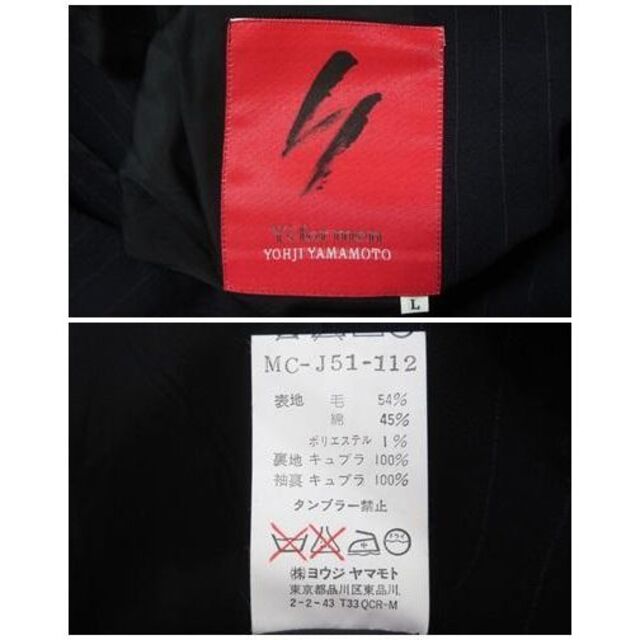 Y's for men
YOHJI YAMAMOTO
L
MC-J51-112
表地 毛 54%
綿 45%
ポリエステル 1%
裏地 キュプラ 100%
袖裏 キュプラ 100%
タンブラー禁止
ドライ
㈱ヨウジ ヤマモト
東京都品川区東品川
2-2-43 T33 QCR-M